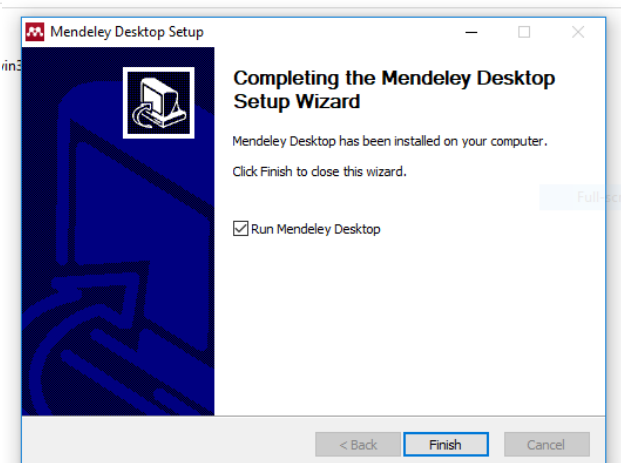 Mendeley Desktop Setup
Completing the Mendeley Desktop
Setup Wizard
Mendeley Desktop has been installed on your computer.
Click Finish to close this wizard.
Run Mendeley Desktop
< Back Finish Cancel